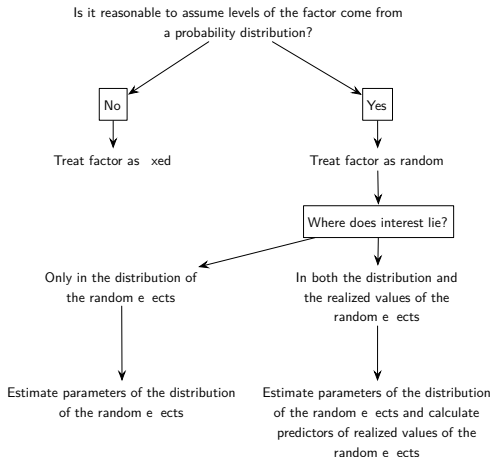 Is it reasonable to assume levels of the factor come from
a probability distribution?
No
Yes
Treat factor as xed
Treat factor as random
Where does interest lie?
Only in the distribution of
the random e ects
In both the distribution and
the realized values of the
random e ects
Estimate parameters of the distribution
of the random e ects
Estimate parameters of the distribution
of the random e ects and calculate
predictors of realized values of the
random e ects